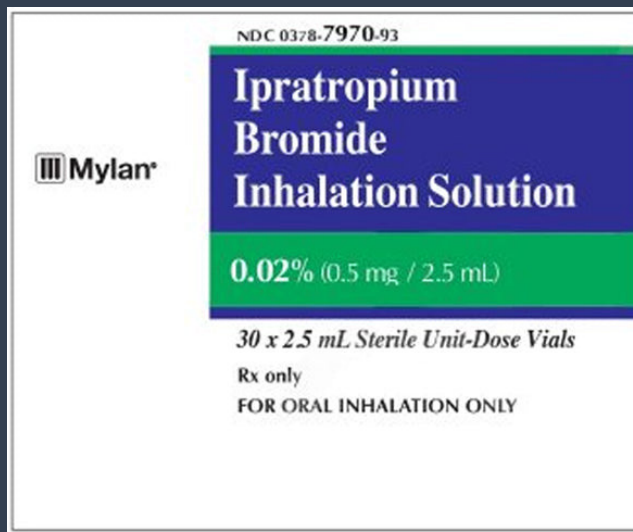 NDC 0378-7970-93
Ipratropium
Bromide
Inhalation Solution
Mylan®
0.02% (0.5 mg / 2.5 mL)
30 x 2.5 mL Sterile Unit-Dose Vials
Rx only
FOR ORAL INHALATION ONLY